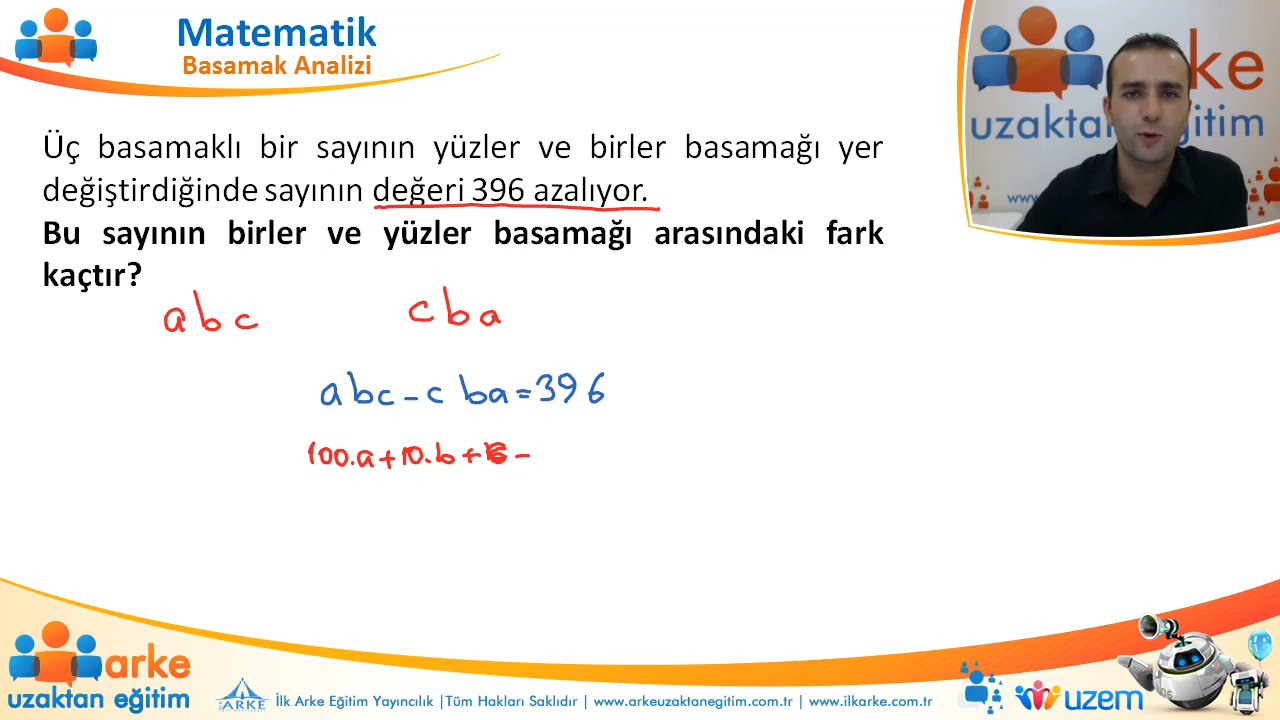 Matematik
Basamak Analizi
ke
uzaktan eğitim
www.
Üç basamaklı bir sayının yüzler ve birler basamağı yer
değiştirdiğinde sayının değeri 396 azalıyor.
Bu sayının birler ve yüzler basamağı arasındaki fark
kaçtır?
abc cba
abc - cba = 396
100.a + 10.b + -
arke
uzaktan eğitim
ARKE
İlk Arke Eğitim Yayıncılık | Tüm Hakları Saklıdır | www.arkeuzaktanegitim.com.tr | www.ilkarke.com.tr
uzem